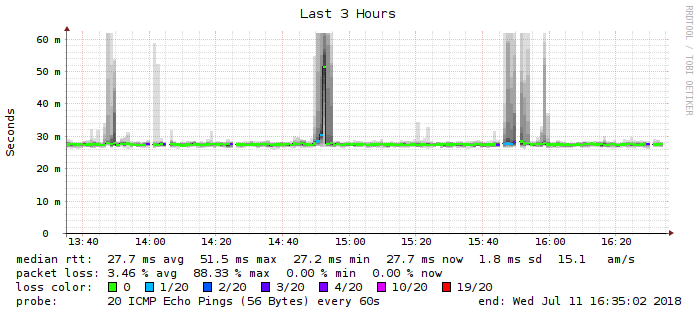 Last 3 Hours
RRDTOOL / TOBI OETIKER
Seconds
60 m
50 m
40 m
30 m
20 m
10 m
0
13:40 14:00 14:20 14:40 15:00 15:20 15:40 16:00 16:20
median rtt: 27.7 ms avg 51.5 ms max 27.2 ms min 27.7 ms now 1.8 ms sd 15.1 am/s
packet loss: 3.46 % avg 88.33 % max 0.00 % min 0.00 % now
loss color: 0 1/20 2/20 3/20 4/20 10/20 19/20
probe: 20 ICMP Echo Pings (56 Bytes) every 60s end: Wed Jul 11 16:35:02 2018